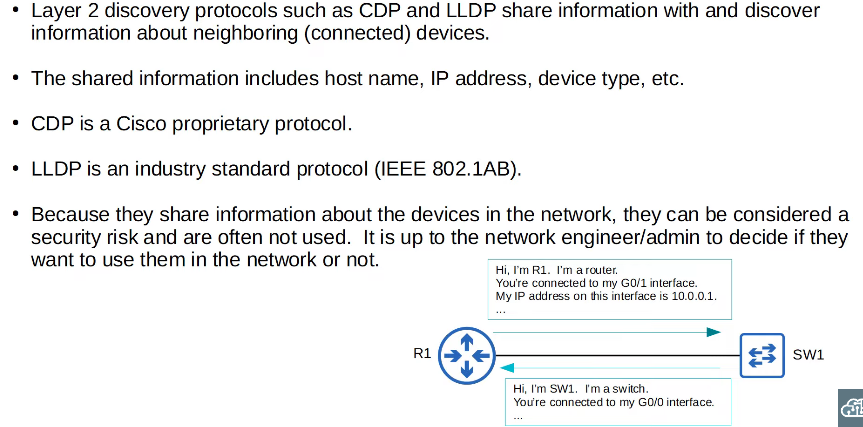 • Layer 2 discovery protocols such as CDP and LLDP share information with and discover
information about neighboring (connected) devices.
• The shared information includes host name, IP address, device type, etc.
• CDP is a Cisco proprietary protocol.
• LLDP is an industry standard protocol (IEEE 802.1AB).
• Because they share information about the devices in the network, they can be considered a
security risk and are often not used.  It is up to the network engineer/admin to decide if they
want to use them in the network or not.
Hi, I'm R1.  I'm a router.
You're connected to my G0/1 interface.
My IP address on this interface is 10.0.0.1.
...
R1
SW1
Hi, I'm SW1.  I'm a switch.
You're connected to my G0/0 interface.
...